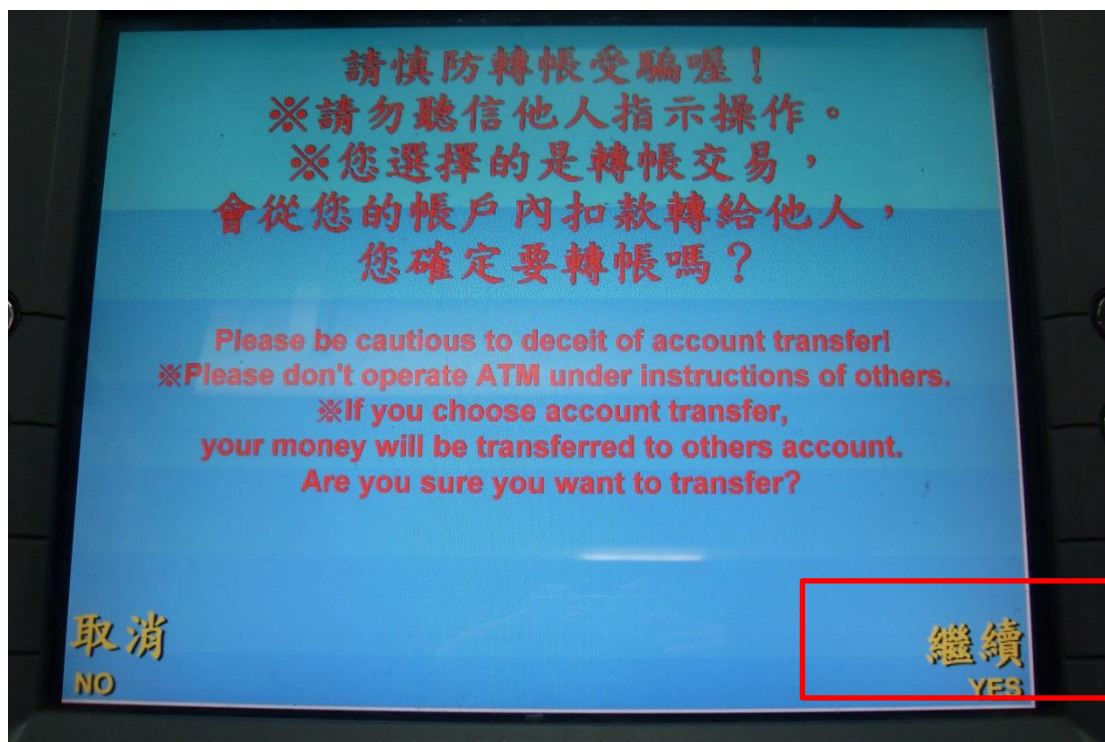 請慎防轉帳受騙喔！
※請勿聽信他人指示操作。
※您選擇的是轉帳交易，
會從您的帳戶內扣款轉給他人，
您確定要轉帳嗎？
Please be cautious to deceit of account transfer!
※Please don't operate ATM under instructions of others.
※If you choose account transfer,
your money will be transferred to others account.
Are you sure you want to transfer?
取消
NO
繼續
YES